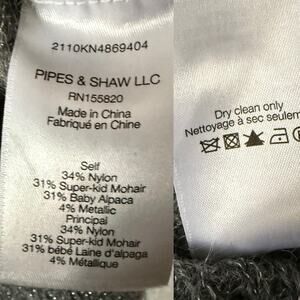 2110KN4869404
PIPES & SHAW LLC
RN155820
Made in China
Fabriqué en Chine
Self
34% Nylon
31% Super-kid Mohair
31% Baby Alpaca
4% Metallic
Principal
34% Nylon
31% Super-kid Mohair
31% bébé Laine d'alpaga
4% Métallique
Dry clean only
Nettoyage à sec seulement